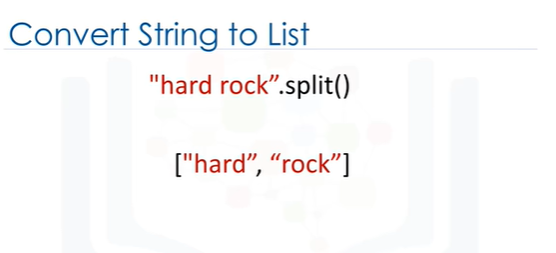 Convert String to List
"hard rock”.split()
["hard”, “rock”]